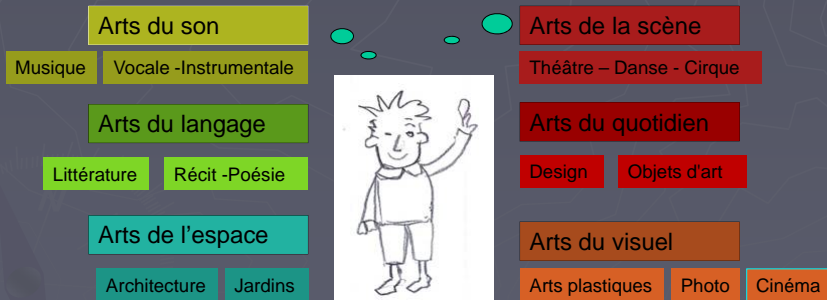 Arts du son
Musique
Vocale -Instrumentale
Arts du langage
Littérature
Récit -Poésie
Arts de l'espace
Architecture
Jardins
Arts de la scène
Théâtre – Danse - Cirque
Arts du quotidien
Design
Objets d'art
Arts du visuel
Arts plastiques
Photo
Cinéma